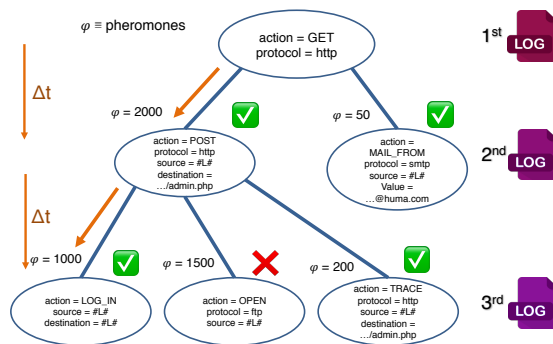 φ ≡ pheromones
action = GET
protocol = http
1st
LOG
Δt
φ = 2000
φ = 50
action = POST
protocol = http
source = #L#
destination =
.../admin.php
action =
MAIL_FROM
protocol = smtp
source = #L#
Value =
...@huma.com
2nd
LOG
Δt
φ = 1000
φ = 1500
φ = 200
action = LOG_IN
source = #L#
destination = #L#
action = OPEN
protocol = ftp
source = #L#
action = TRACE
protocol = http
source = #L#
destination =
.../admin.php
3rd
LOG